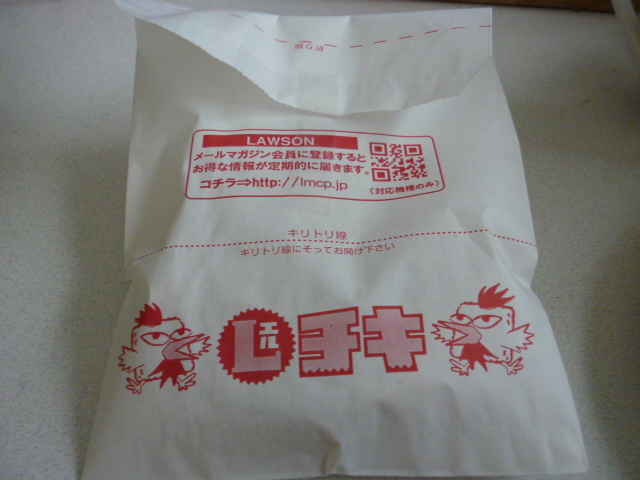 LAWSON
メールマガジン会員に登録すると
お得な情報が定期的に届きます。
コチラ⇒http://lmcp.jp
(対応機種のみ)
キリトリ線
キリトリ線にそってお開け下さい
L エル チキ